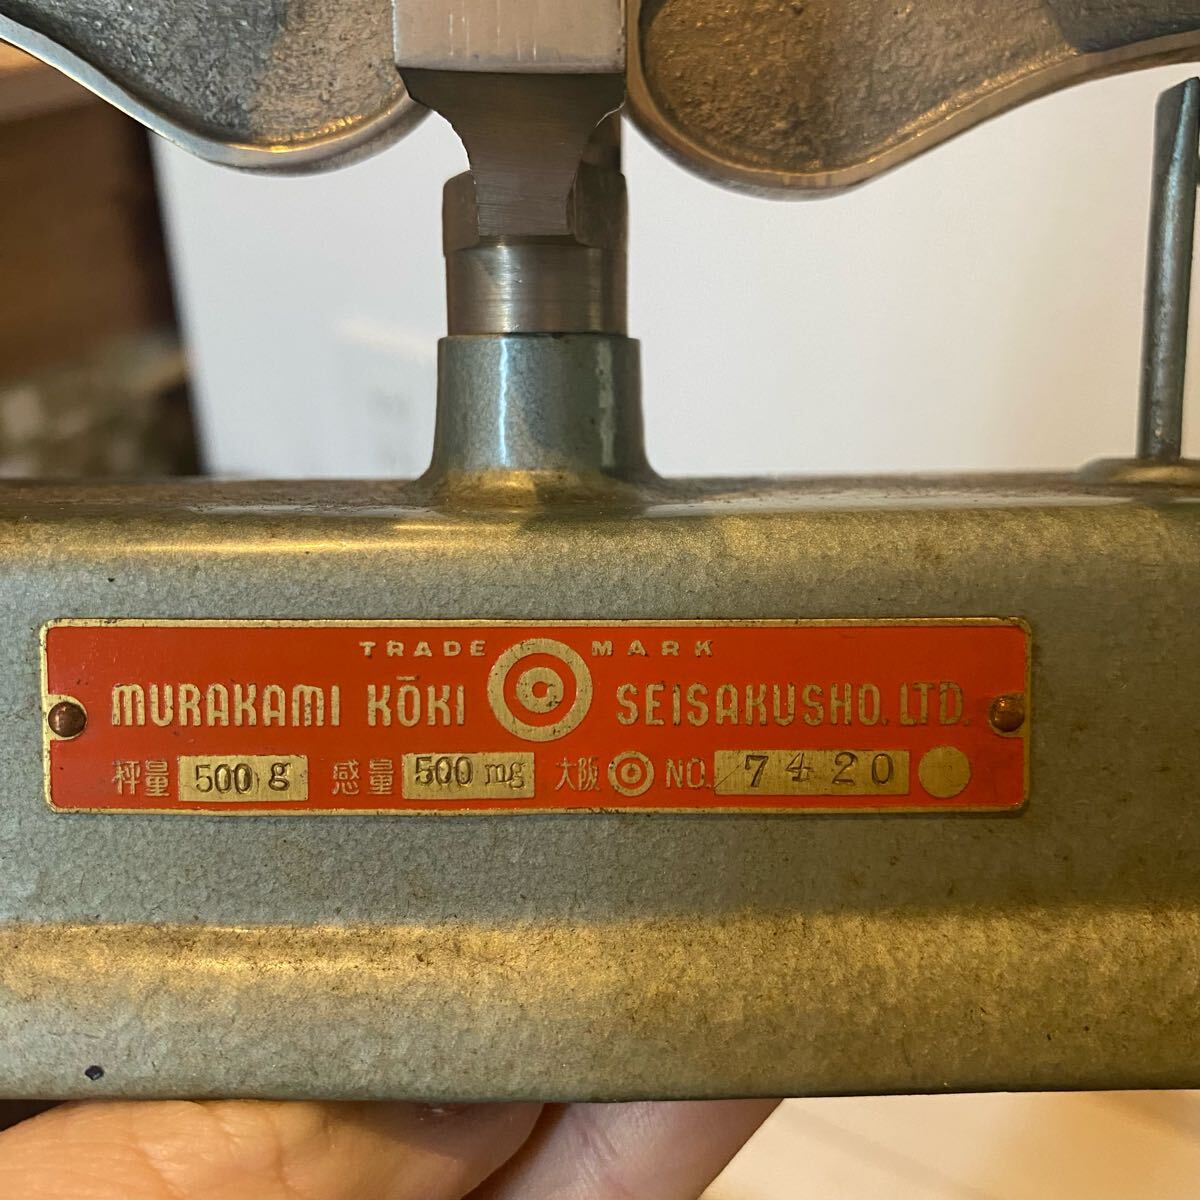 TRADE MARK
MURAKAMI KŌKI SEISAKUSHO. LTD.
秤量 500 g 感量 500 mg 大阪 NO. 7420